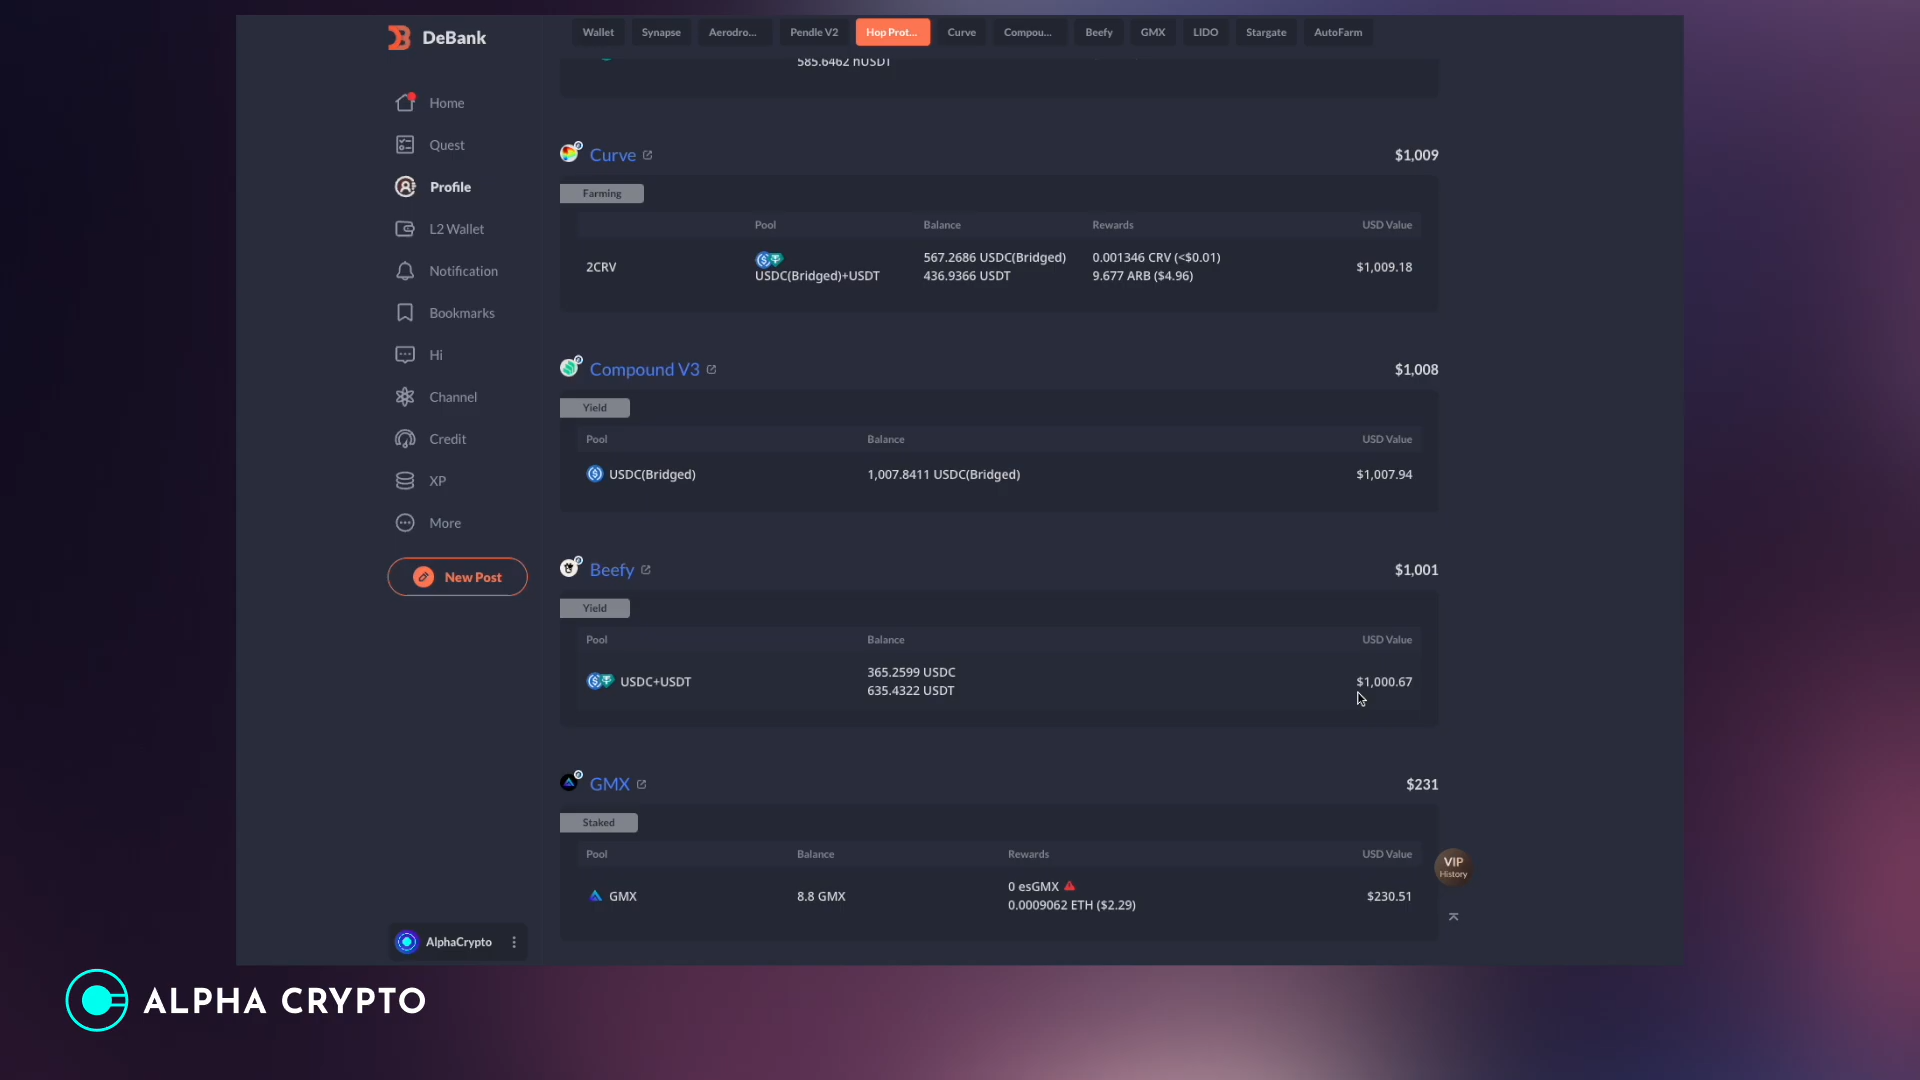 DeBank
Wallet
Synapse
Aerodro...
Pendle V2
Hop Prot...
Curve
Compou...
Beefy
GMX
LIDO
Stargate
AutoFarm
Home
Quest
Profile
L2 Wallet
Notification
Bookmarks
Hi
Channel
Credit
XP
More
New Post
AlphaCrypto
585.6462 hUSDT
Curve $1,009
Farming
Pool Balance Rewards USD Value
2CRV USDC(Bridged)+USDT 567.2686 USDC(Bridged) 0.001346 CRV (<$0.01) $1,009.18
436.9366 USDT 9.677 ARB ($4.96)
Compound V3 $1,008
Yield
Pool Balance USD Value
USDC(Bridged) 1,007.8411 USDC(Bridged) $1,007.94
Beefy $1,001
Yield
Pool Balance USD Value
USDC+USDT 365.2599 USDC $1,000.67
635.4322 USDT
GMX $231
Staked
Pool Balance Rewards USD Value
GMX 8.8 GMX 0 esGMX $230.51
0.0009062 ETH ($2.29)
VIP
History
ALPHA CRYPTO